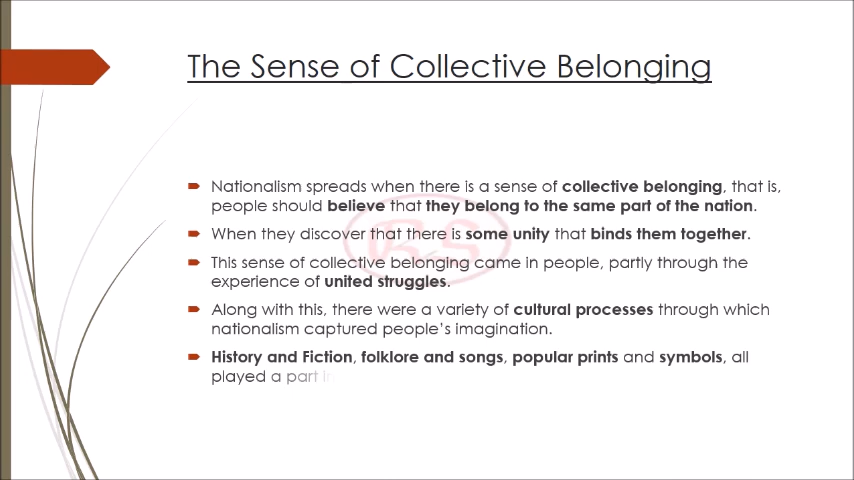 The Sense of Collective Belonging
Nationalism spreads when there is a sense of collective belonging, that is,
people should believe that they belong to the same part of the nation.
When they discover that there is some unity that binds them together.
This sense of collective belonging came in people, partly through the
experience of united struggles.
Along with this, there were a variety of cultural processes through which
nationalism captured people's imagination.
History and Fiction, folklore and songs, popular prints and symbols, all
played a part in
RS